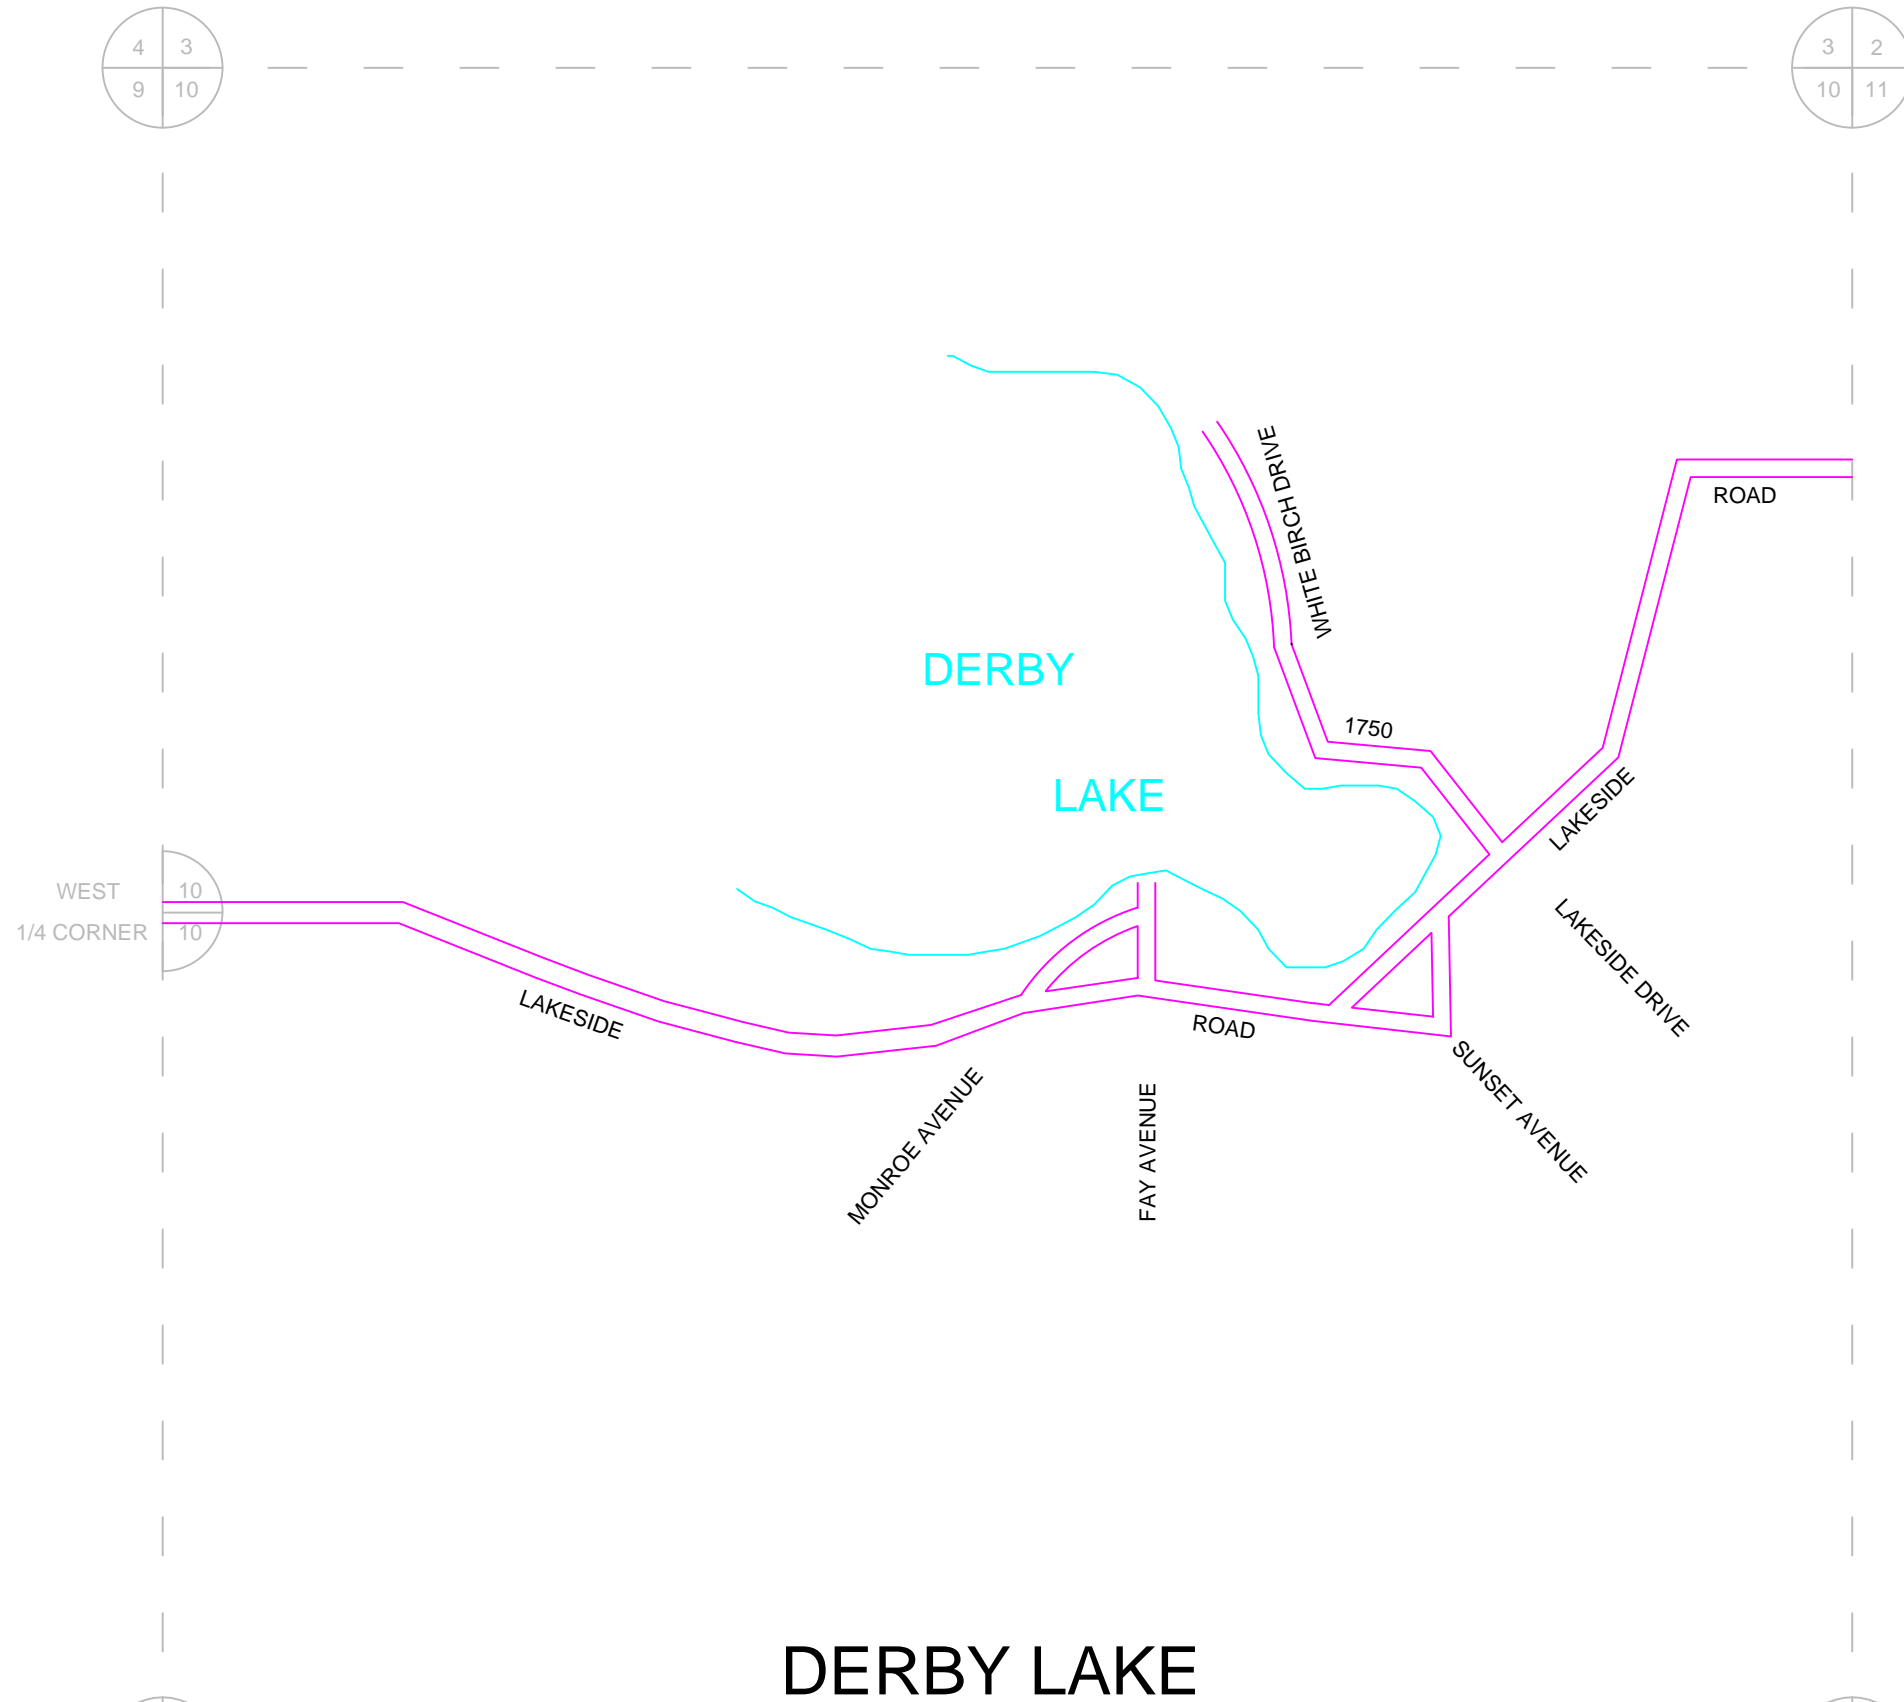 4 3
9 10
3 2
10 11
WHITE BIRCH DRIVE
ROAD
DERBY
1750
LAKE
LAKESIDE
WEST
10
1/4 CORNER
10
LAKESIDE DRIVE
LAKESIDE
ROAD
SUNSET AVENUE
MONROE AVENUE
FAY AVENUE
DERBY LAKE